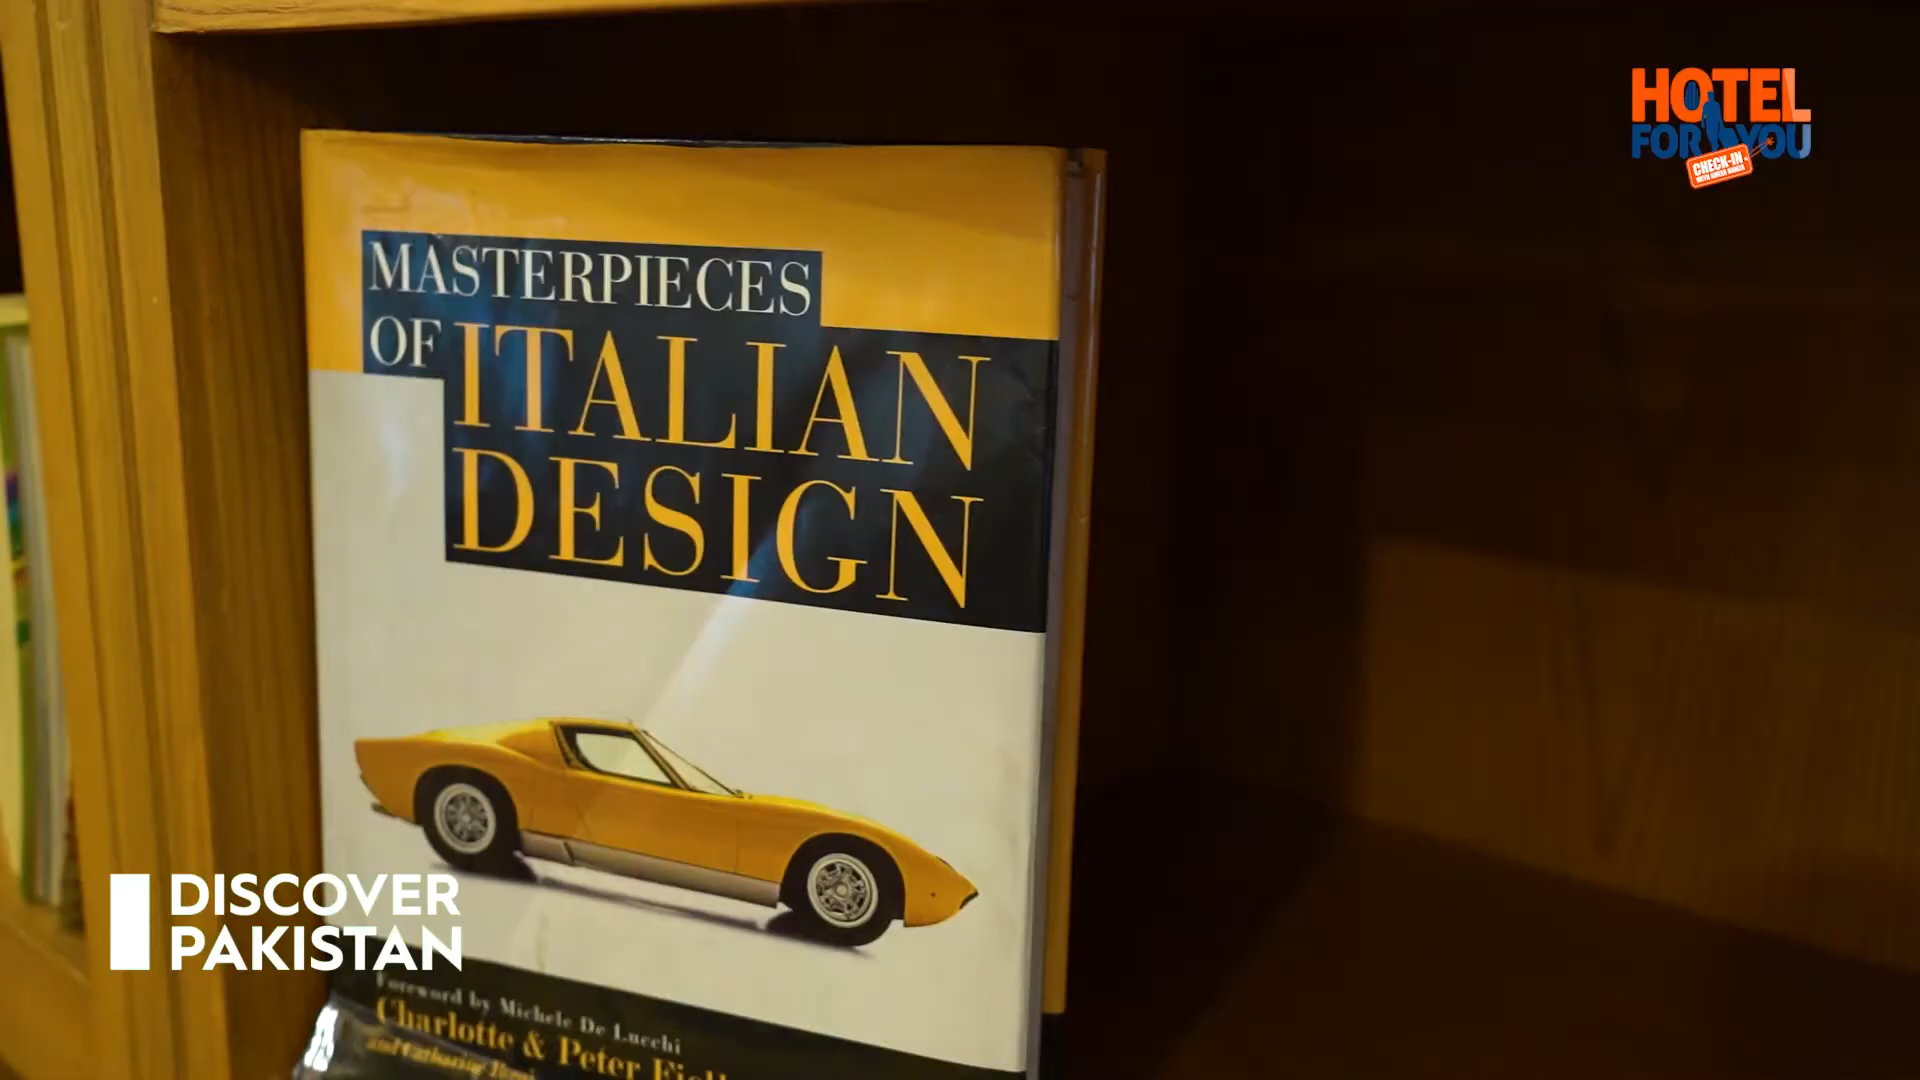 HOTEL
FOR YOU
CHECK-IN
MASTERPIECES
OF ITALIAN
DESIGN
DISCOVER
PAKISTAN
Foreword by Michele De Lucchi
Charlotte & Peter